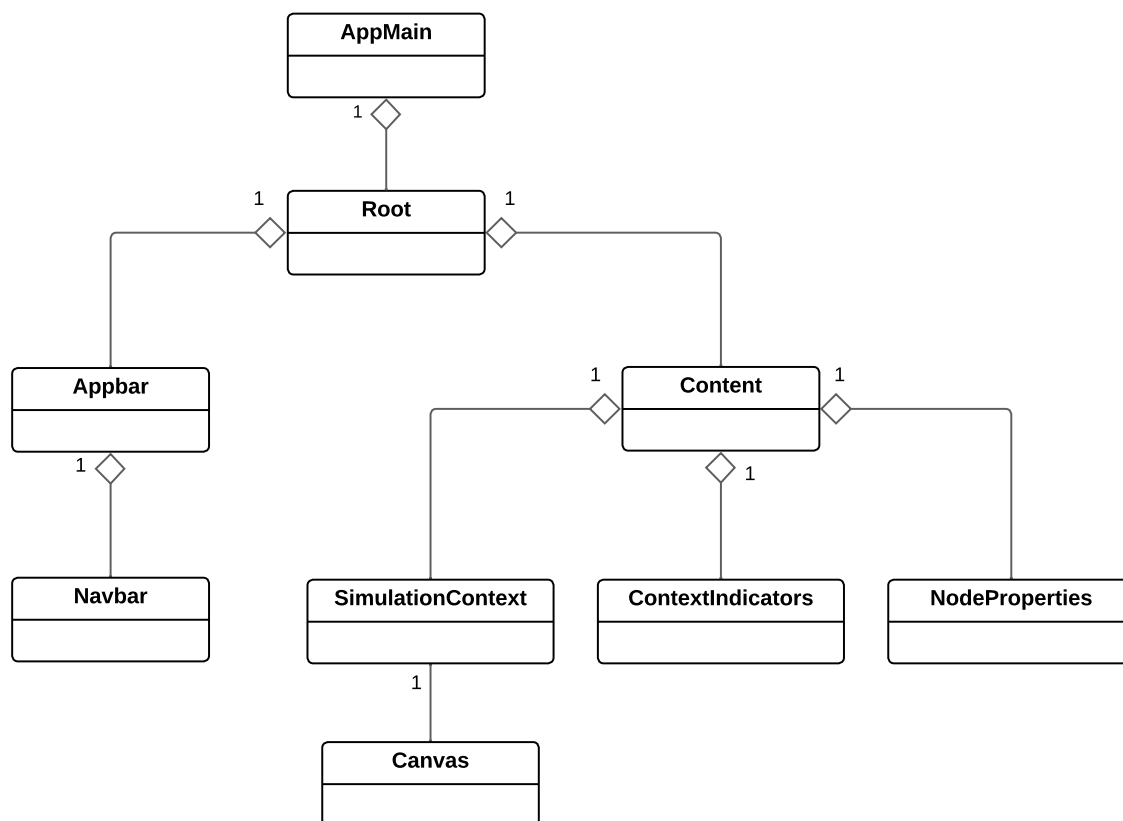 AppMain
1
1
1
Root
1
1
Appbar
Content
1
1
Navbar
SimulationContext
ContextIndicators
NodeProperties
1
Canvas